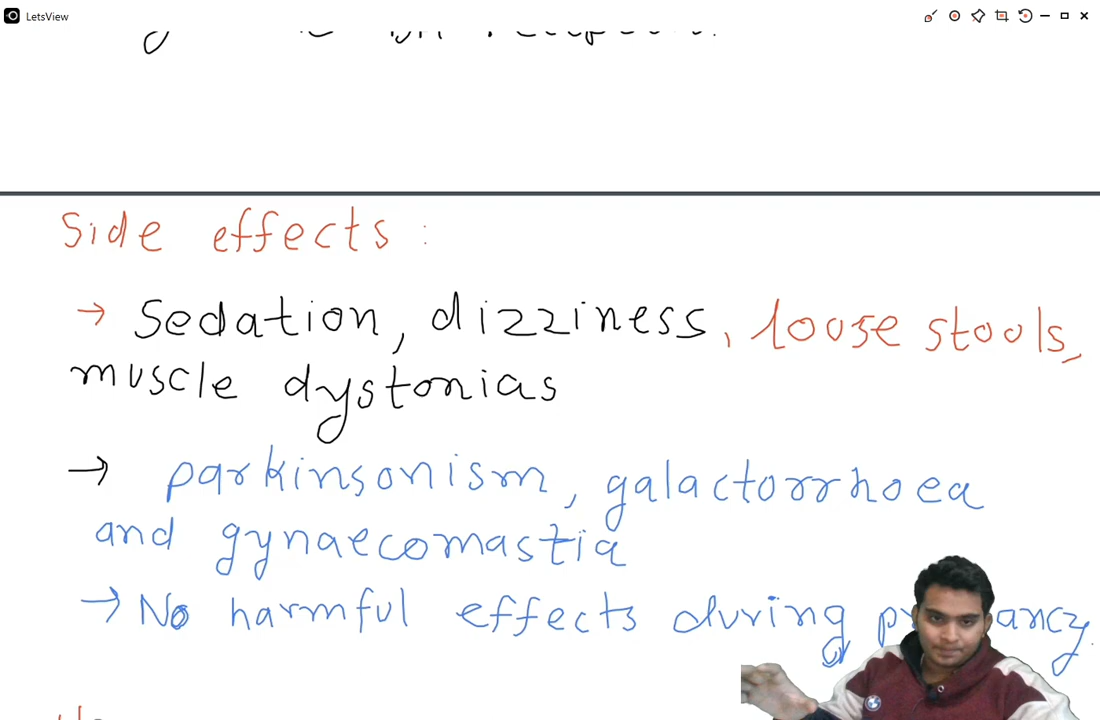 LetsView
Side effects :
→ Sedation, dizziness, loose stools,
muscle dystonias
→ parkinsonism, galactorrhoea
and gynaecomastia
→ No harmful effects during